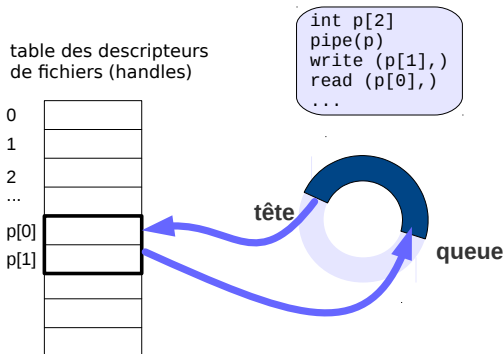 int p[2]
pipe(p)
write (p[1],)
read (p[0],)
...
table des descripteurs
de fichiers (handles)
0
1
2
...
p[0]
p[1]
tête
queue